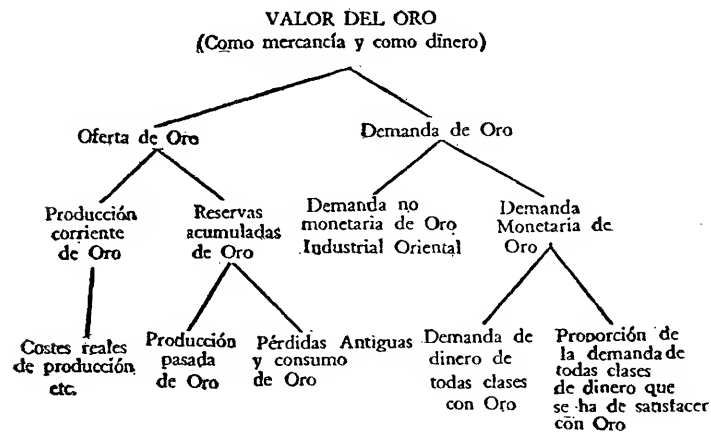 VALOR DEL ORO
(Como mercancía y como dinero)
Oferta de Oro
Demanda de Oro
Producción
corriente
de Oro
Reservas
acumuladas
de Oro
Demanda no
monetaria de Oro
Industrial Oriental
Demanda
Monetaria de
Oro
Costes reales
de producción
etc.
Producción
pasada
de Oro
Pérdidas Antiguas
y consumo
de Oro
Demanda de
dinero de
todas clases
con Oro
Proporción de
la demanda de
todas clases
de dinero que
se ha de satisfacer
con Oro